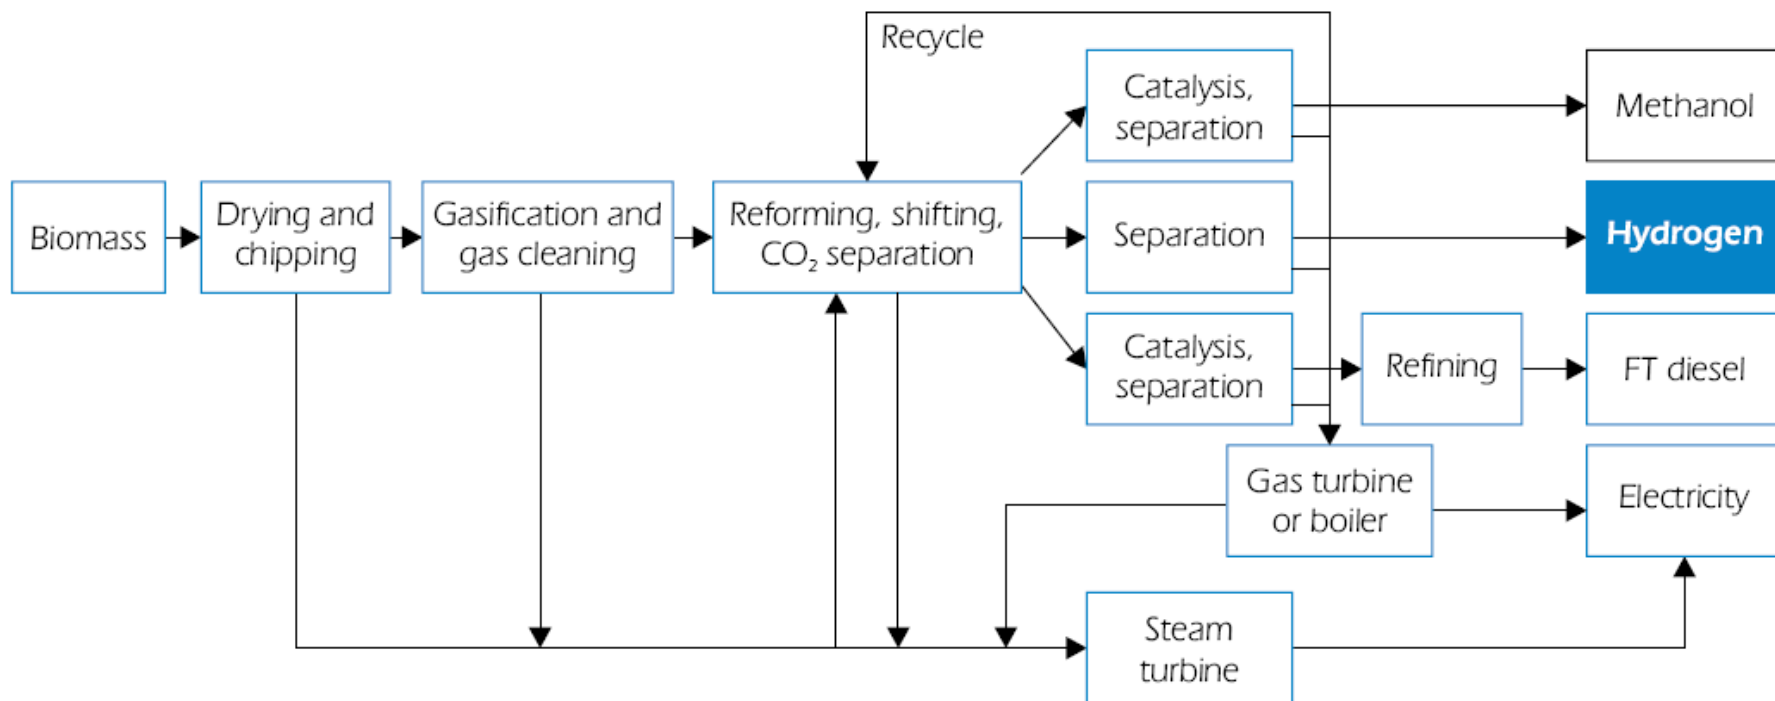 Recycle
Catalysis,
separation
Methanol
Biomass
Drying and
chipping
Gasification and
gas cleaning
Reforming, shifting,
CO₂ separation
Separation
Hydrogen
Catalysis,
separation
Refining
FT diesel
Gas turbine
or boiler
Electricity
Steam
turbine